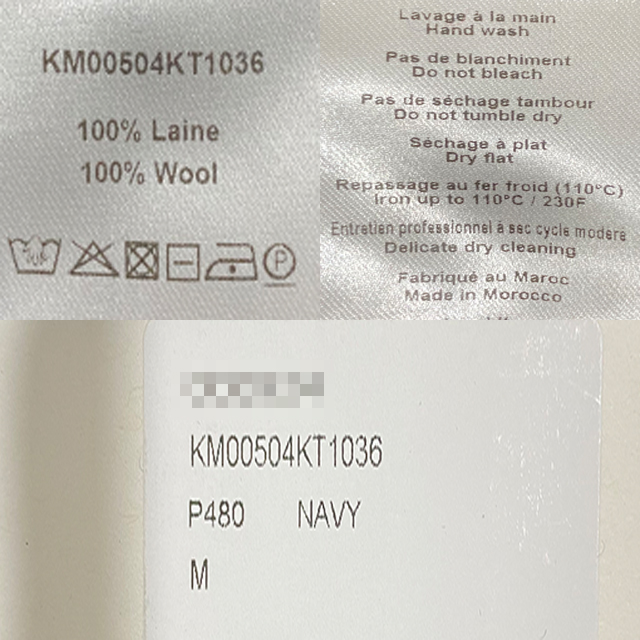 KM00504KT1036
100% Laine
100% Wool
Lavage à la main
Hand wash
Pas de blanchiment
Do not bleach
Pas de séchage tambour
Do not tumble dry
Séchage à plat
Dry flat
Repassage au fer froid (110°C)
Iron up to 110°C / 230F
Entretien professionnel à sec cycle modéré
Delicate dry cleaning
Fabriqué au Maroc
Made in Morocco
KM00504KT1036
P480 NAVY
M